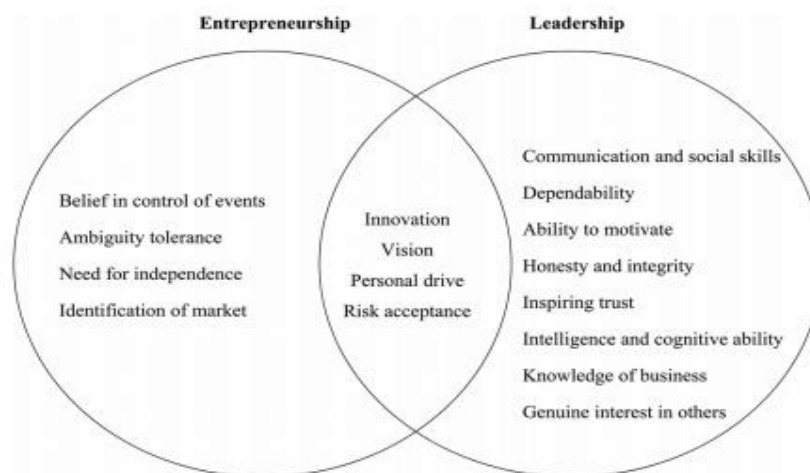 Entrepreneurship
Leadership
Belief in control of events
Ambiguity tolerance
Need for independence
Identification of market
Innovation
Vision
Personal drive
Risk acceptance
Communication and social skills
Dependability
Ability to motivate
Honesty and integrity
Inspiring trust
Intelligence and cognitive ability
Knowledge of business
Genuine interest in others